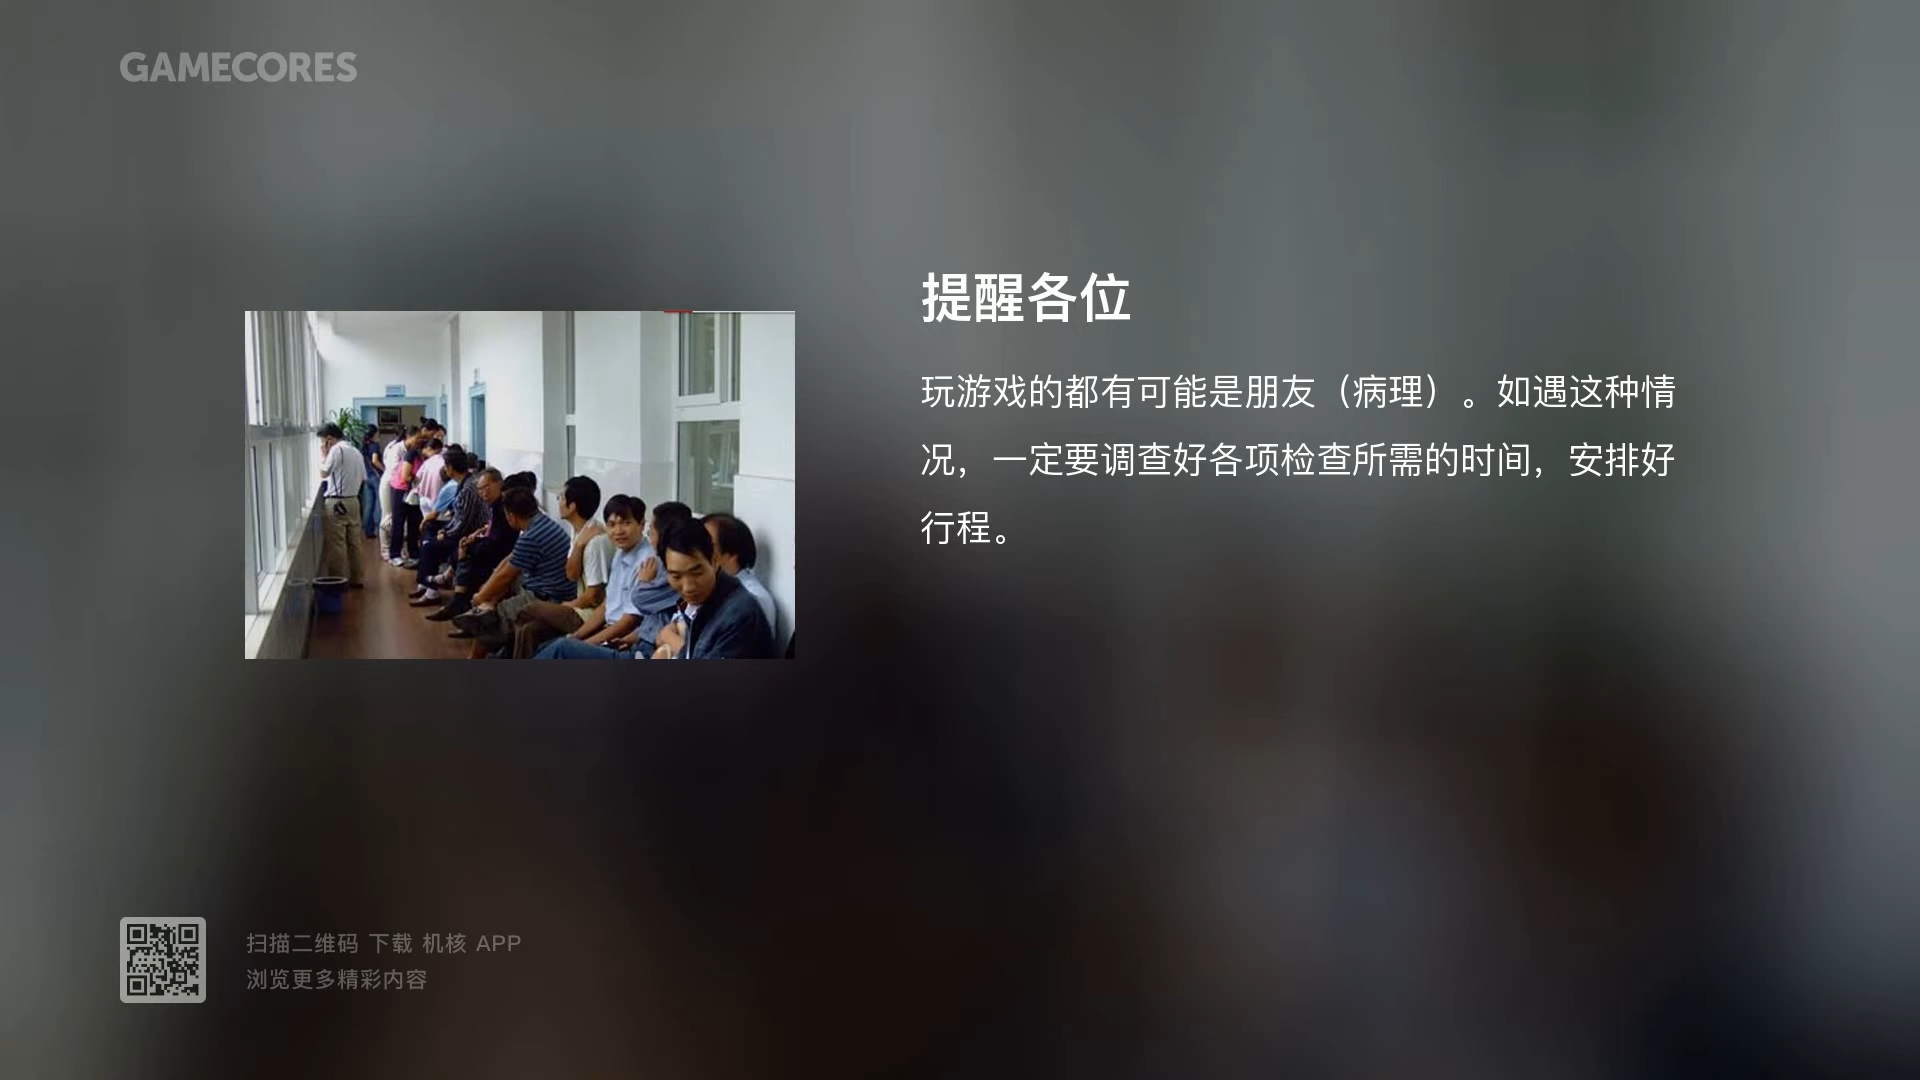 GAMECORES
提醒各位
玩游戏的都有可能是朋友（病理）。如遇这种情
况，一定要调查好各项检查所需的时间，安排好
行程。
扫描二维码 下载 机核 APP
浏览更多精彩内容